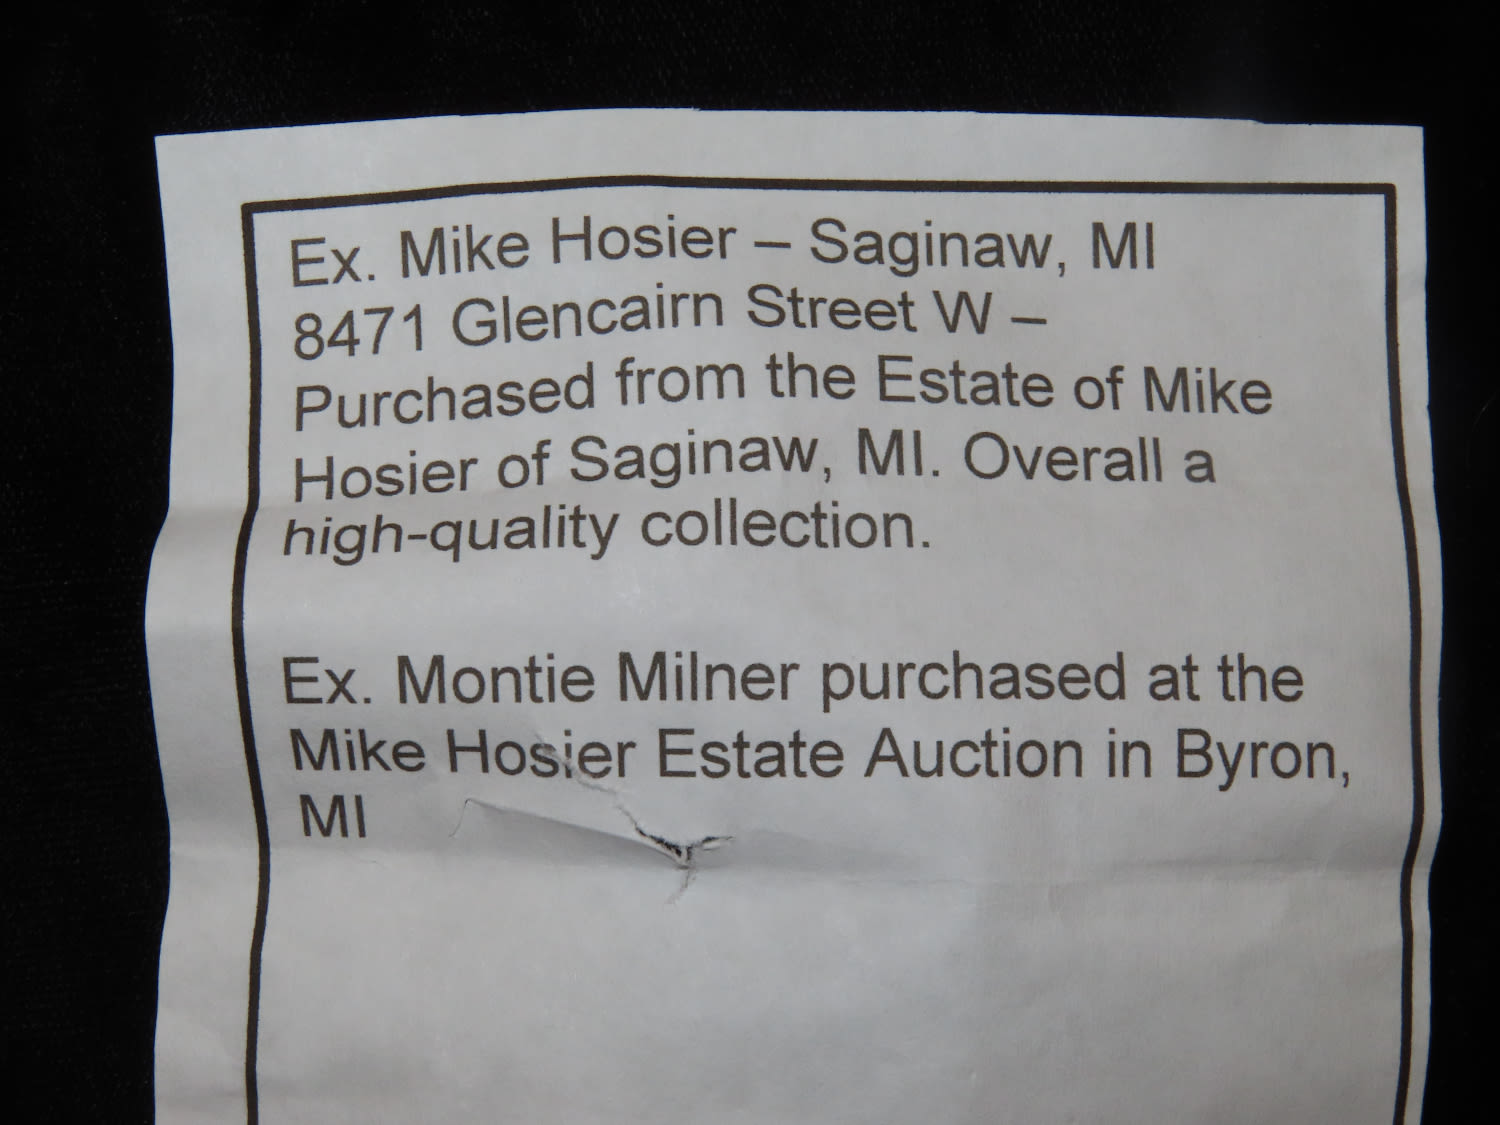 Ex. Mike Hosier – Saginaw, MI
8471 Glencairn Street W –
Purchased from the Estate of Mike
Hosier of Saginaw, MI. Overall a
high-quality collection.
Ex. Montie Milner purchased at the
Mike Hosier Estate Auction in Byron,
MI